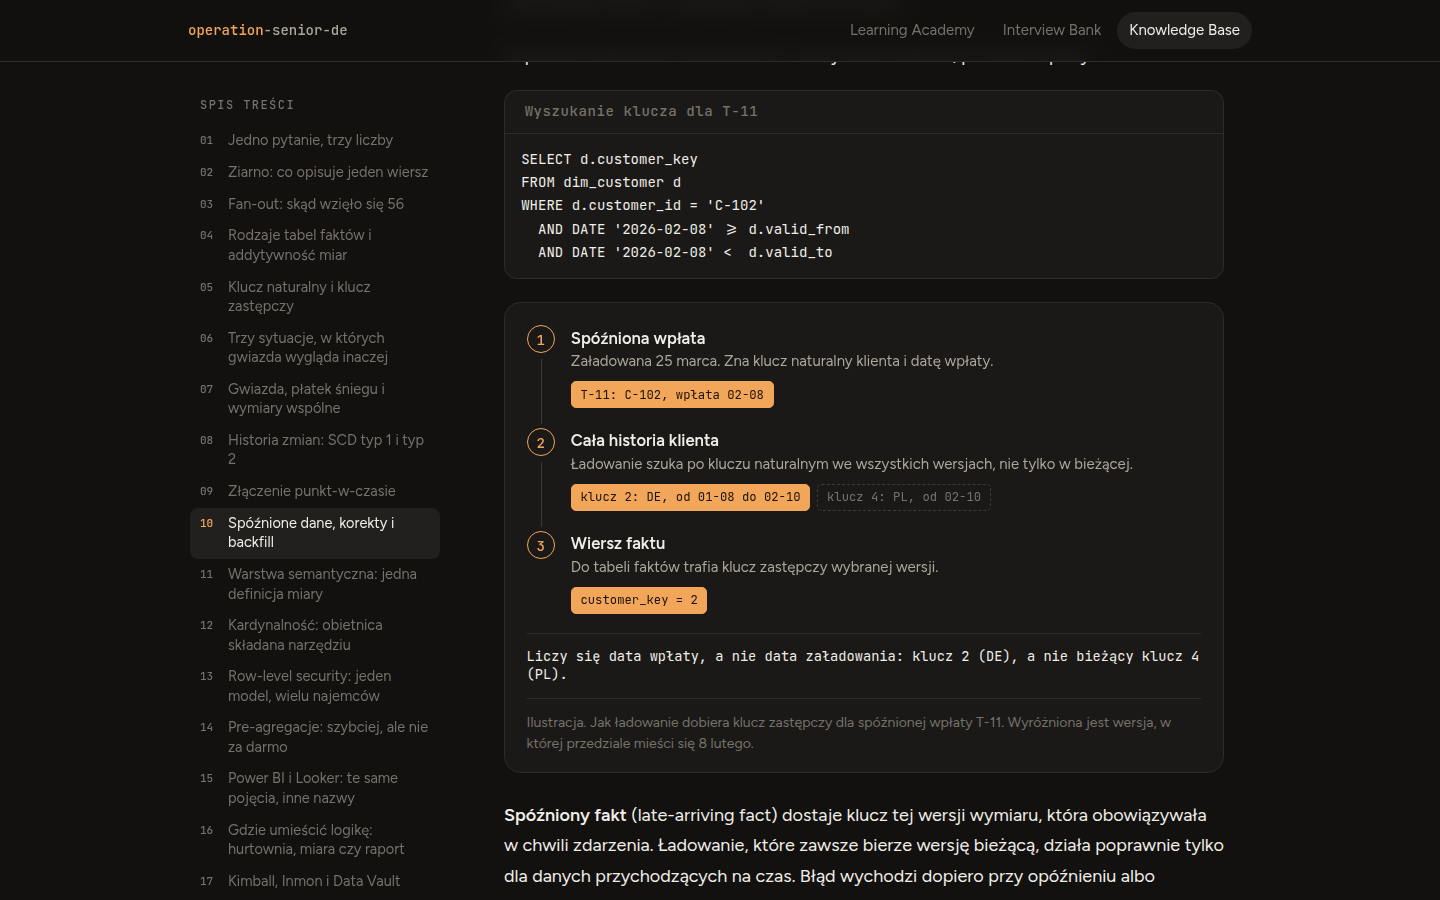 operation-senior-de
Learning Academy
Interview Bank
Knowledge Base
SPIS TREŚCI
01 Jedno pytanie, trzy liczby
02 Ziarno: co opisuje jeden wiersz
03 Fan-out: skąd wzięło się 56
04 Rodzaje tabel faktów i
addytywność miar
05 Klucz naturalny i klucz
zastępczy
06 Trzy sytuacje, w których
gwiazda wygląda inaczej
07 Gwiazda, płatek śniegu i
wymiary wspólne
08 Historia zmian: SCD typ 1 i typ
2
09 Złączenie punkt-w-czasie
10 Spóźnione dane, korekty i
backfill
11 Warstwa semantyczna: jedna
definicja miary
12 Kardynalność: obietnica
składana narzędziu
13 Row-level security: jeden
model, wielu najemców
14 Pre-agregacje: szybciej, ale nie
za darmo
15 Power BI i Looker: te same
pojęcia, inne nazwy
16 Gdzie umieścić logikę:
hurtownia, miara czy raport
17 Kimball, Inmon i Data Vault
Wyszukanie klucza dla T-11
SELECT d.customer_key
FROM dim_customer d
WHERE d.customer_id = 'C-102'
AND DATE '2026-02-08' >= d.valid_from
AND DATE '2026-02-08' < d.valid_to
1 Spóźniona wpłata
Załadowana 25 marca. Zna klucz naturalny klienta i datę wpłaty.
T-11: C-102, wpłata 02-08
2 Cała historia klienta
Ładowanie szuka po kluczu naturalnym we wszystkich wersjach, nie tylko w bieżącej.
klucz 2: DE, od 01-08 do 02-10
klucz 4: PL, od 02-10
3 Wiersz faktu
Do tabeli faktów trafia klucz zastępczy wybranej wersji.
customer_key = 2
Liczy się data wpłaty, a nie data załadowania: klucz 2 (DE), a nie bieżący klucz 4
(PL).
Ilustracja. Jak ładowanie dobiera klucz zastępczy dla spóźnionej wpłaty T-11. Wyróżniona jest wersja, w
której przedziale mieści się 8 lutego.
Spóźniony fakt (late-arriving fact) dostaje klucz tej wersji wymiaru, która obowiązywała
w chwili zdarzenia. Ładowanie, które zawsze bierze wersję bieżącą, działa poprawnie tylko
dla danych przychodzących na czas. Błąd wychodzi dopiero przy opóźnieniu albo